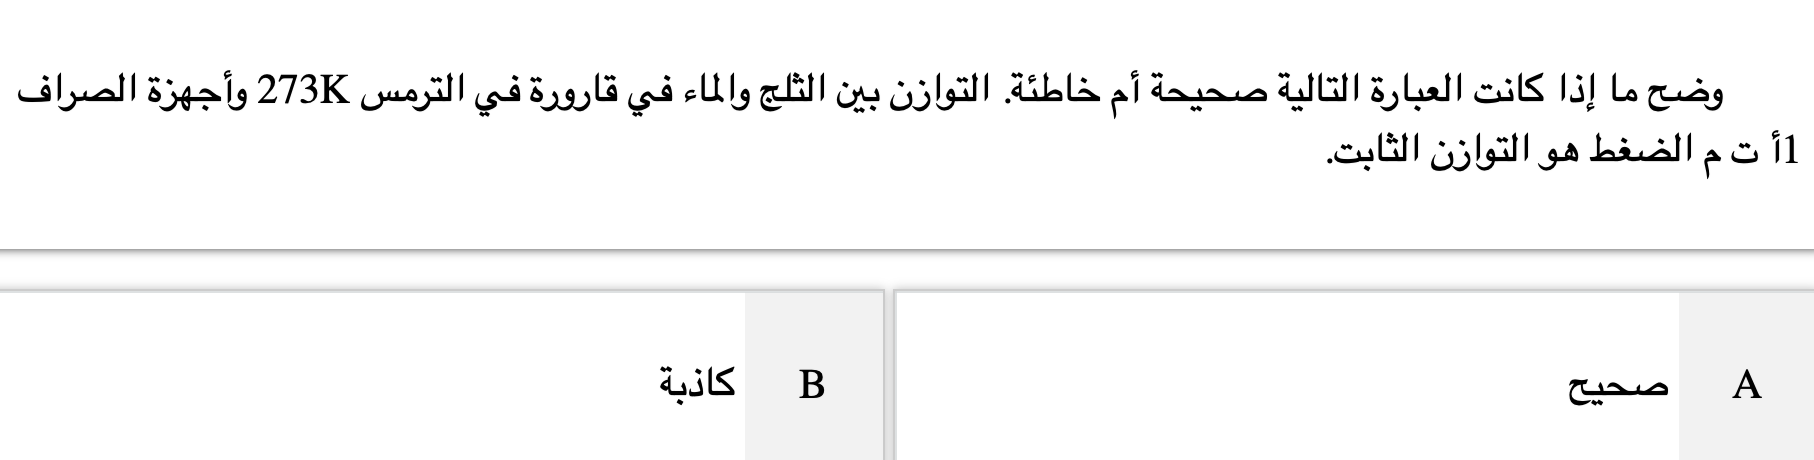 وضح ما إذا كانت العبارة التالية صحيحة أم خاطئة. التوازن بين الثلج والماء في قارورة في الترمس 273K وأجهزة الصراف
1أ ت م الضغط هو التوازن الثابت.
A صحيح
B كاذبة